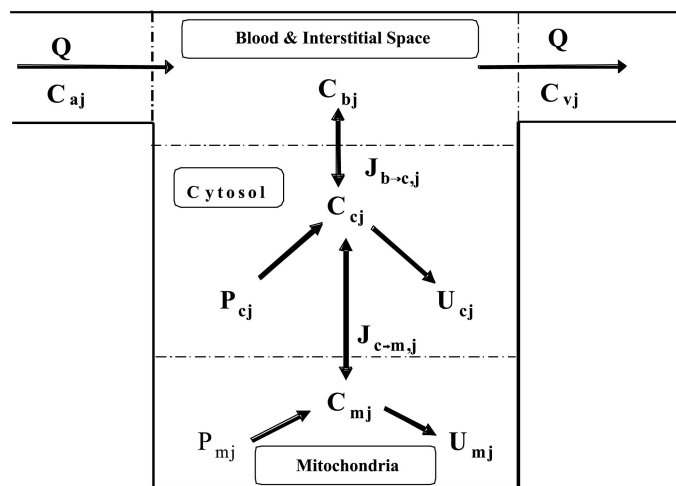 Q
Blood & Interstitial Space
Q
C aj
C bj
C vj
J b→c,j
Cytosol
C cj
P cj
U cj
J c→m,j
C mj
P mj
U mj
Mitochondria